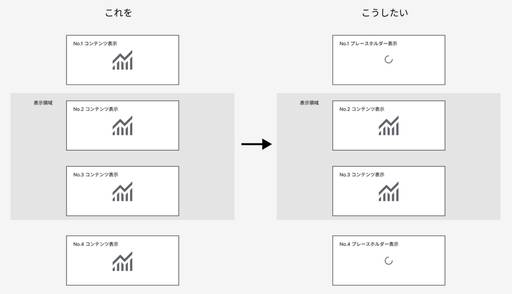 これを
こうしたい
No.1 コンテンツ表示
No.1 プレースホルダー表示
表示領域
No.2 コンテンツ表示
表示領域
No.2 コンテンツ表示
No.3 コンテンツ表示
No.3 コンテンツ表示
No.4 コンテンツ表示
No.4 プレースホルダー表示